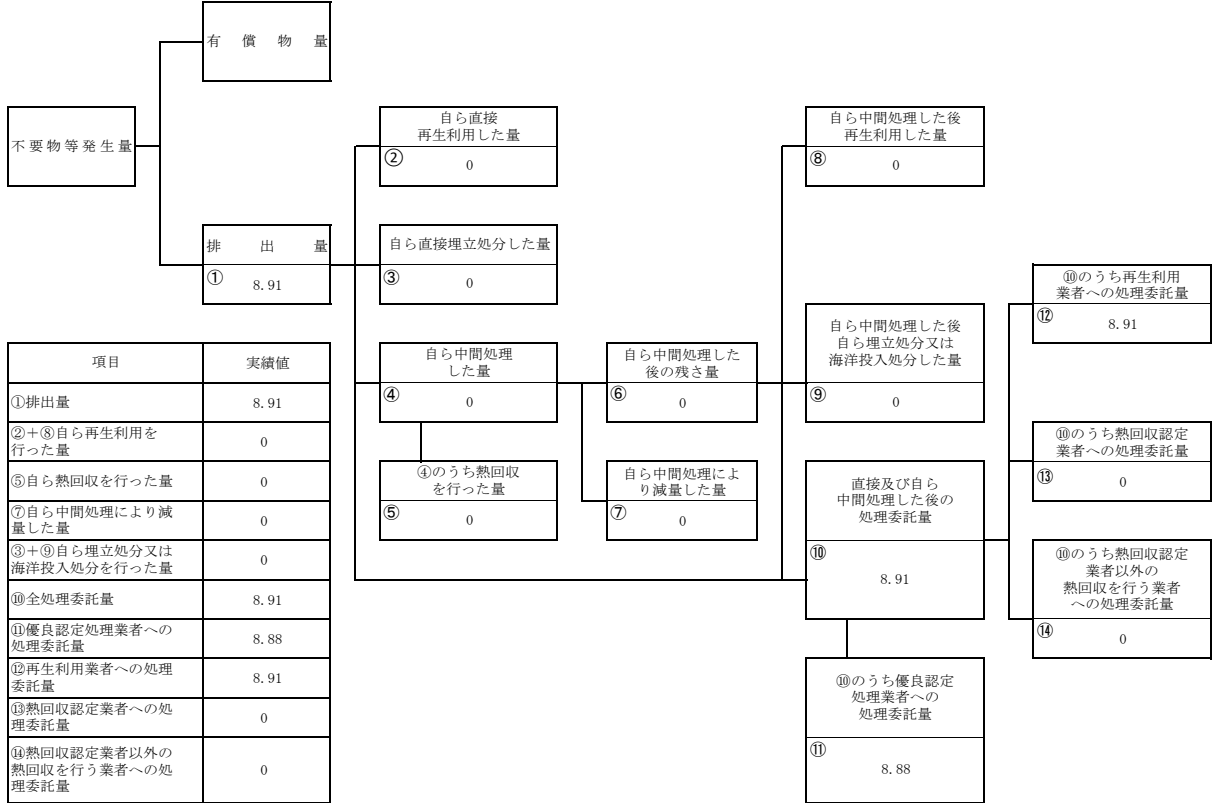 有償物量
不要物等発生量
自ら直接
再生利用した量
②
0
自ら中間処理した後
再生利用した量
⑧
0
排出量
①
8.91
自ら直接埋立処分した量
③
0
⑩のうち再生利用
業者への処理委託量
⑫
8.91
自ら中間処理
した量
④
0
自ら中間処理した
後の残さ量
⑥
0
自ら中間処理した後
自ら埋立処分又は
海洋投入処分した量
⑨
0
④のうち熱回収
を行った量
⑤
0
自ら中間処理によ
り減量した量
⑦
0
直接及び自ら
中間処理した後の
処理委託量
⑩
8.91
⑩のうち熱回収認定
業者への処理委託量
⑬
0
⑩のうち熱回収認定
業者以外の
熱回収を行う業者
への処理委託量
⑭
0
⑩のうち優良認定
処理業者への
処理委託量
⑪
8.88
項目 実績値
①排出量 8.91
②+⑧自ら再生利用を
行った量 0
⑤自ら熱回収を行った量 0
⑦自ら中間処理により減
量した量 0
③+⑨自ら埋立処分又は
海洋投入処分を行った量 0
⑩全処理委託量 8.91
⑪優良認定処理業者への
処理委託量 8.88
⑫再生利用業者への処理
委託量 8.91
⑬熱回収認定業者への処
理委託量 0
⑭熱回収認定業者以外の
熱回収を行う業者への処
理委託量 0